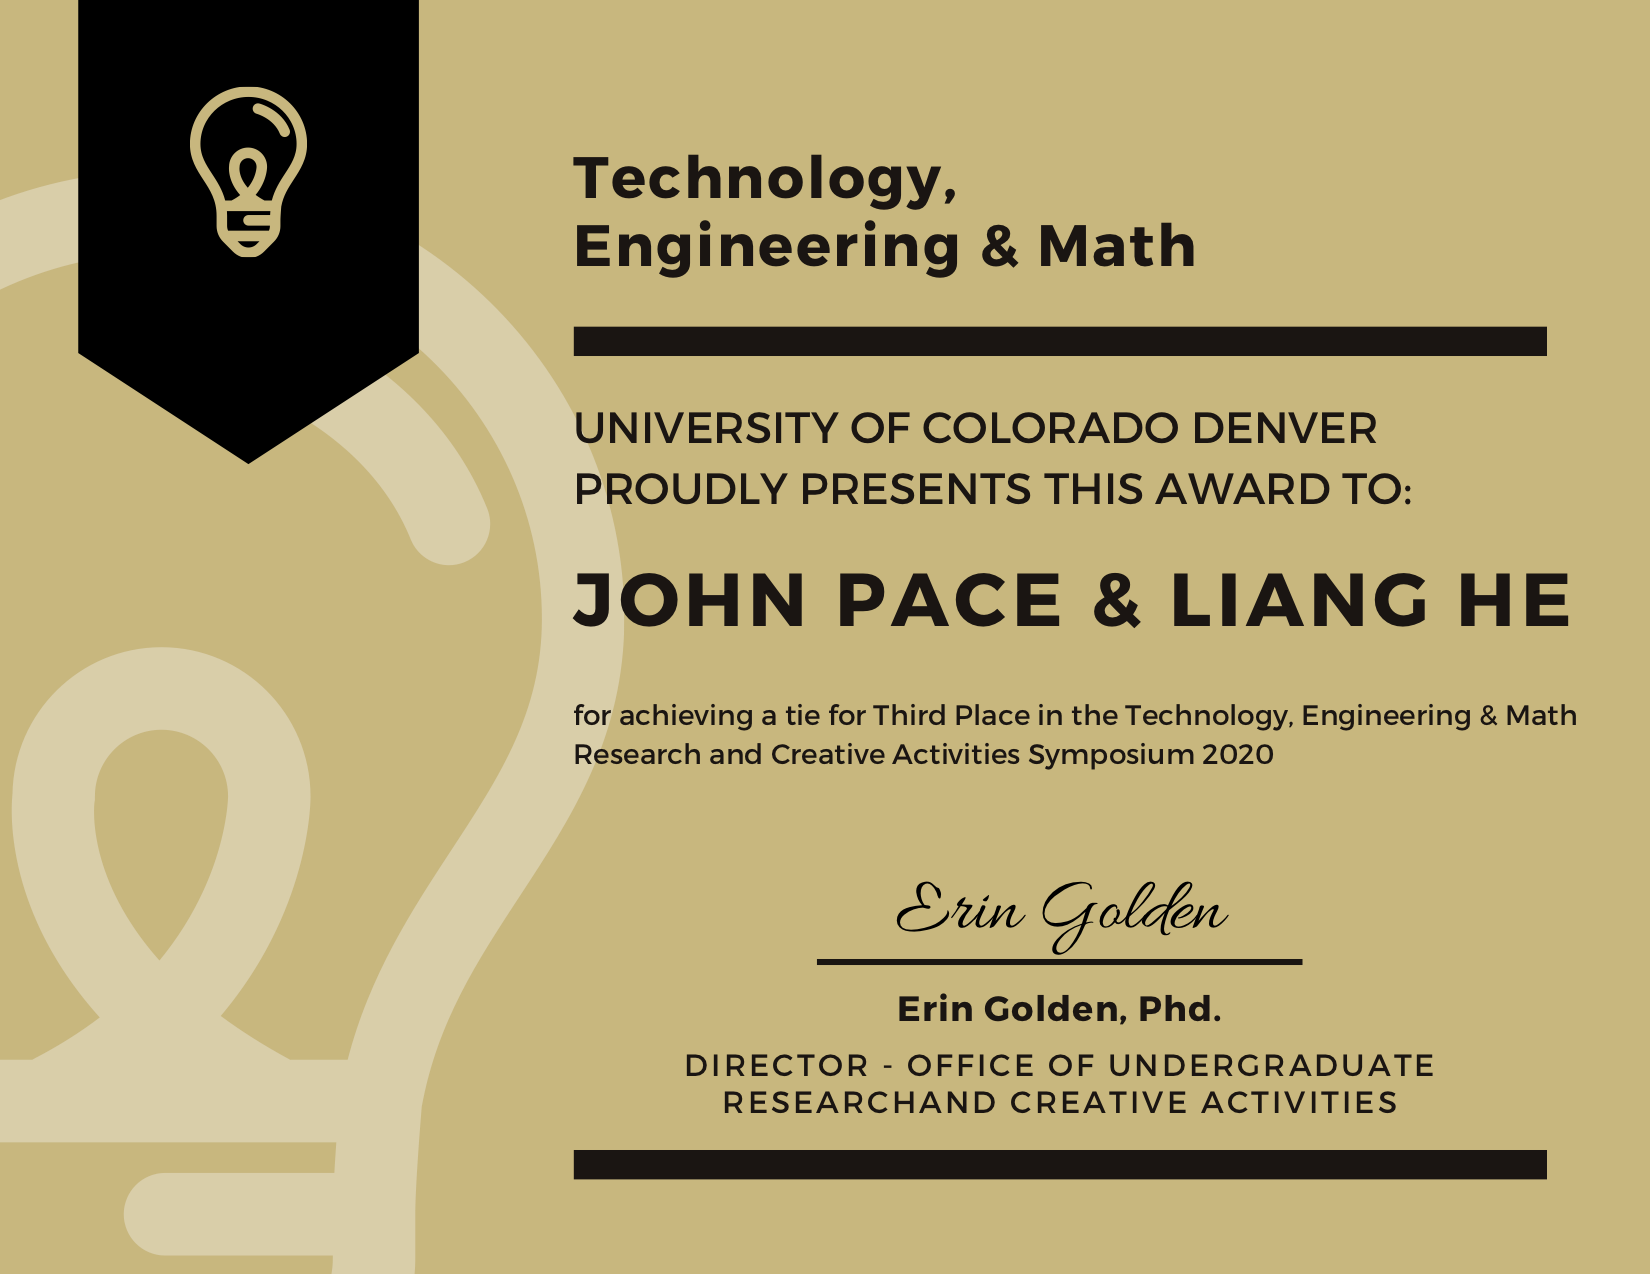 Technology,
Engineering & Math
UNIVERSITY OF COLORADO DENVER
PROUDLY PRESENTS THIS AWARD TO:
JOHN PACE & LIANG HE
for achieving a tie for Third Place in the Technology, Engineering & Math
Research and Creative Activities Symposium 2020
Erin Golden
Erin Golden, Phd.
DIRECTOR - OFFICE OF UNDERGRADUATE
RESEARCHAND CREATIVE ACTIVITIES